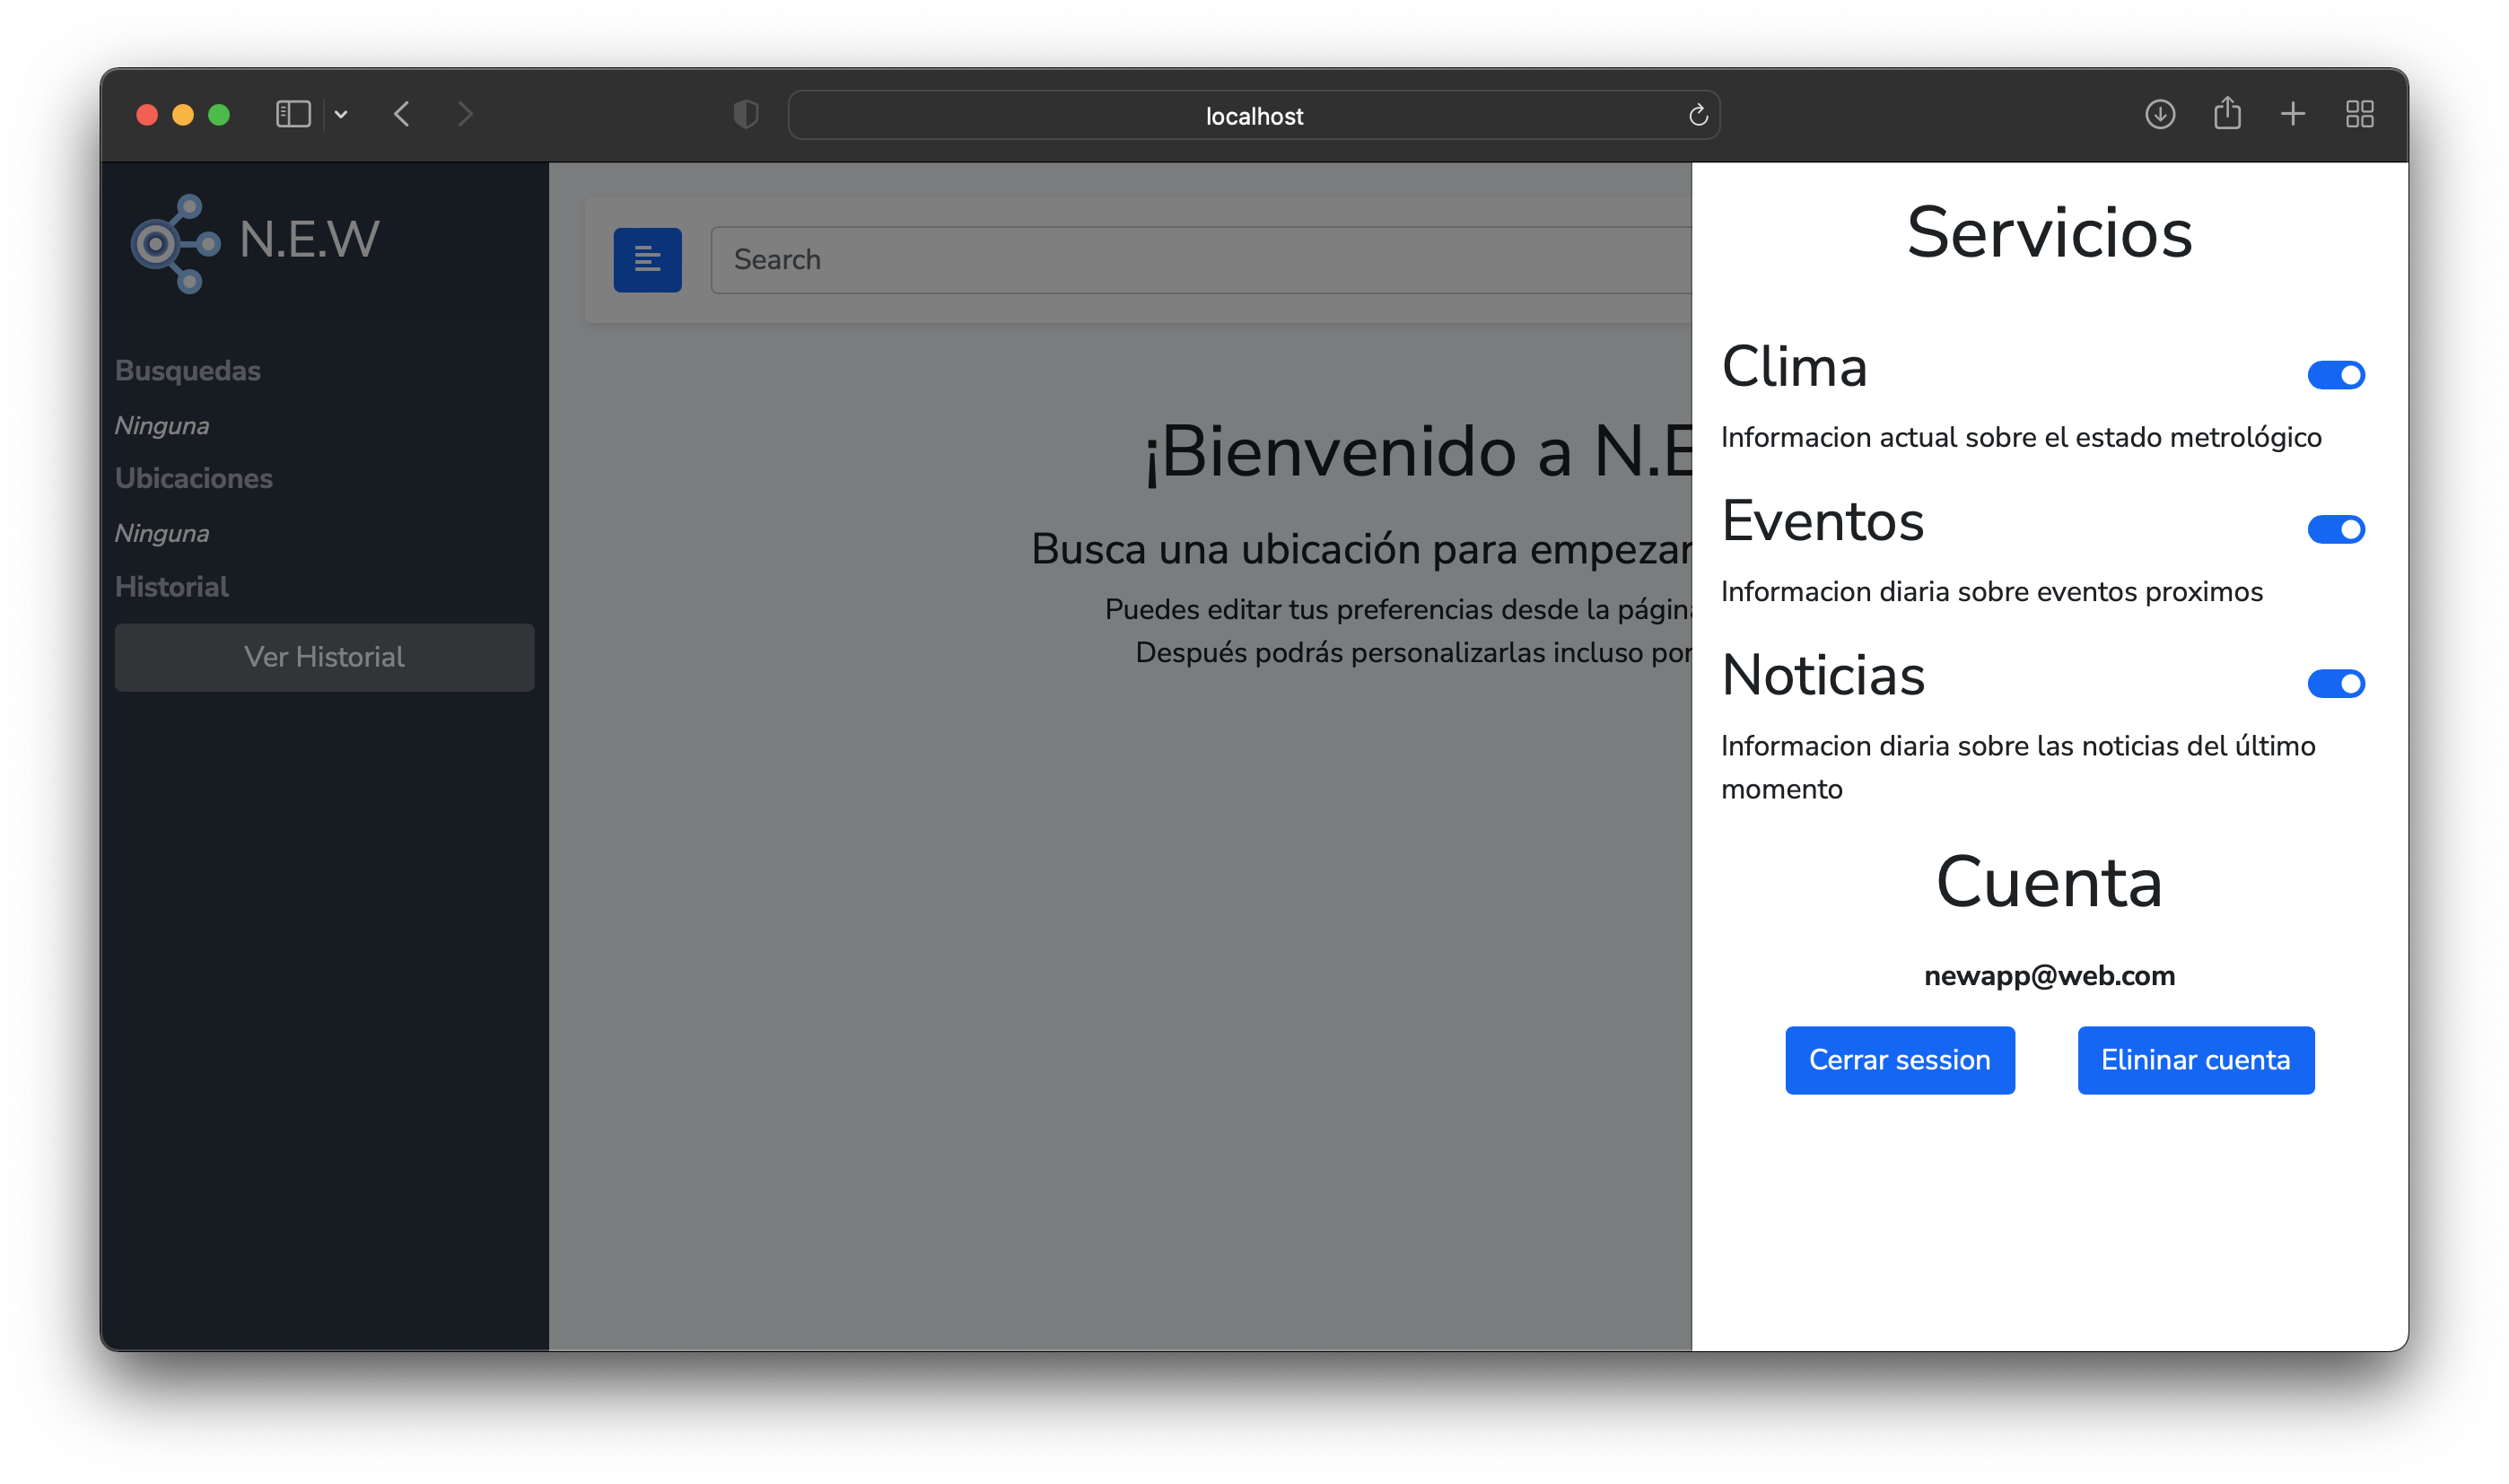 localhost
N.E.W
Busquedas
Ninguna
Ubicaciones
Ninguna
Historial
Ver Historial
Search
¡Bienvenido a N.E
Busca una ubicación para empezar
Puedes editar tus preferencias desde la página
Después podrás personalizarlas incluso por
Servicios
Clima
Informacion actual sobre el estado metrológico
Eventos
Informacion diaria sobre eventos proximos
Noticias
Informacion diaria sobre las noticias del último
momento
Cuenta
newapp@web.com
Cerrar session
Elininar cuenta